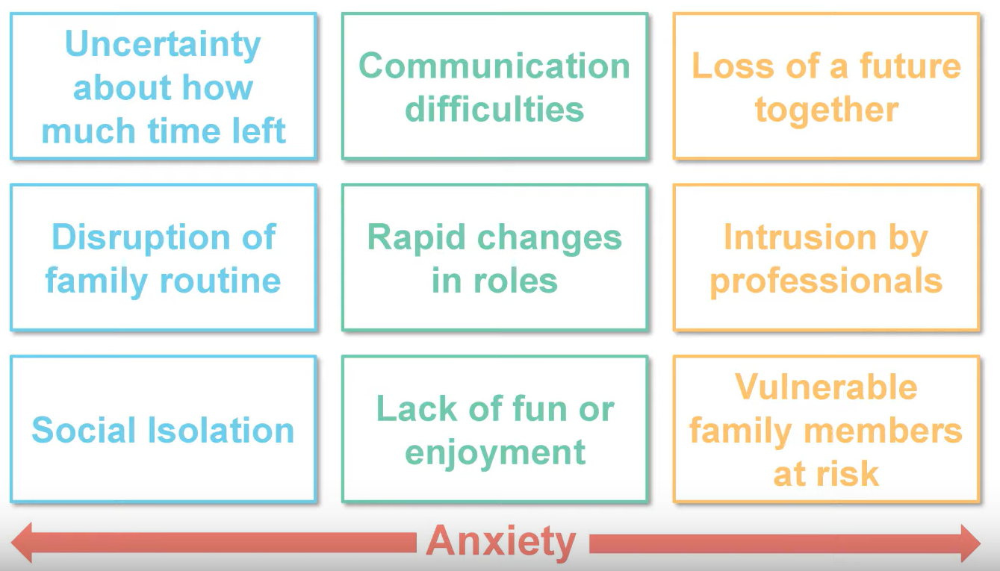 Uncertainty
about how
much time left
Communication
difficulties
Loss of a future
together
Disruption of
family routine
Rapid changes
in roles
Intrusion by
professionals
Social Isolation
Lack of fun or
enjoyment
Vulnerable
family members
at risk
Anxiety